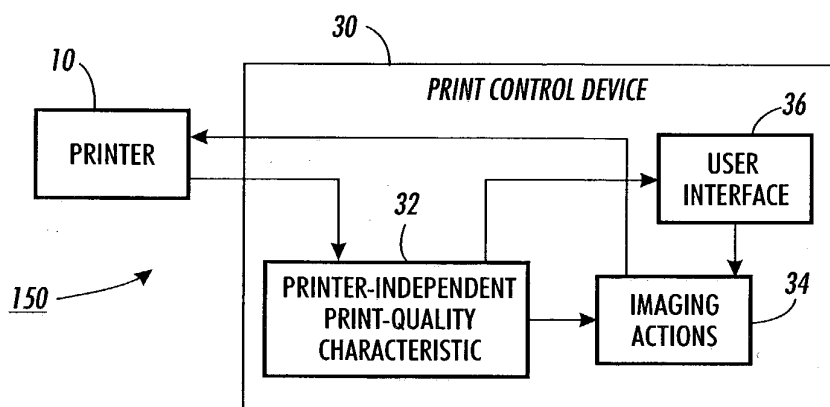 30
10
PRINT CONTROL DEVICE
36
PRINTER
USER
INTERFACE
32
150
PRINTER-INDEPENDENT
PRINT-QUALITY
CHARACTERISTIC
IMAGING
ACTIONS
34